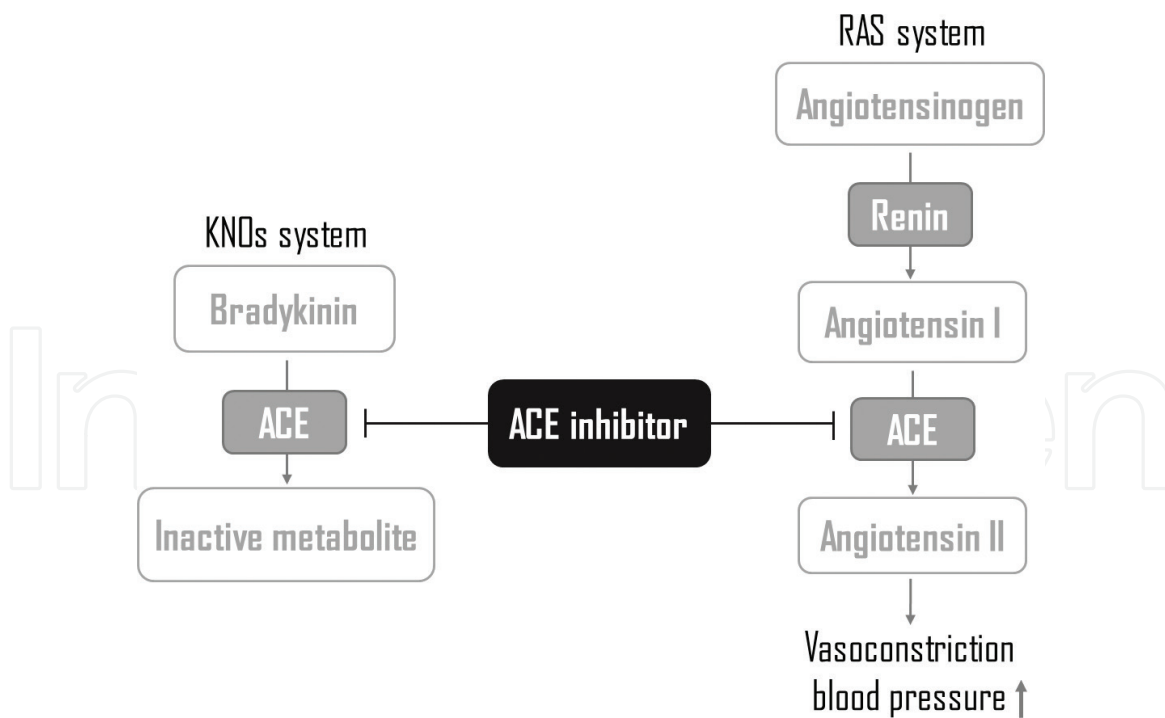 RAS system
Angiotensinogen
Renin
KNOs system
Bradykinin
Angiotensin I
ACE
ACE inhibitor
ACE
Inactive metabolite
Angiotensin II
Vasoconstriction
blood pressure ↑